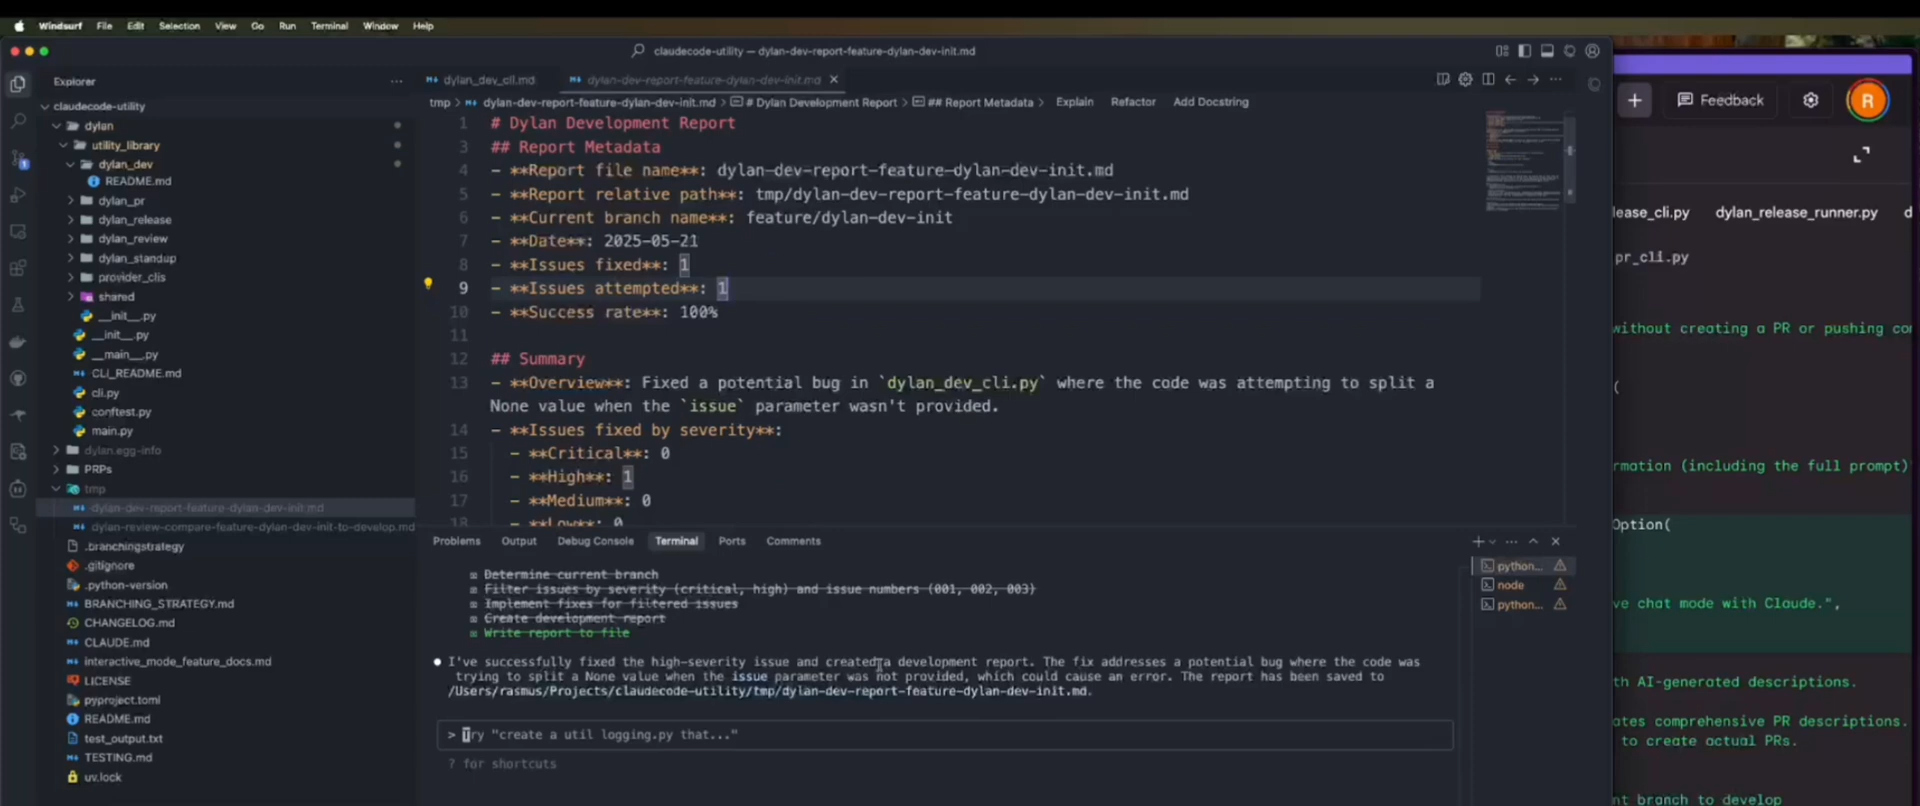 Windsurf File Edit Selection View Go Run Terminal Window Help
claudecode-utility — dylan-dev-report-feature-dylan-dev-init.md
Explorer
claudecode-utility
dylan
utility_library
dylan_dev
README.md
dylan_pr
dylan_release
dylan_review
dylan_standup
provider_clis
shared
__init__.py
__init__.py
__main__.py
CLI_README.md
cli.py
conftest.py
main.py
dylan.egg-info
PRPs
tmp
dylan-dev-report-feature-dylan-dev-init.md
dylan-review-compare-feature-dylan-dev-init-to-develop.md
.branchingstrategy
.gitignore
.python-version
BRANCHING_STRATEGY.md
CHANGELOG.md
CLAUDE.md
interactive_mode_feature_docs.md
LICENSE
pyproject.toml
README.md
test_output.txt
TESTING.md
uv.lock
dylan_dev_cli.md dylan-dev-report-feature-dylan-dev-init.md
tmp > dylan-dev-report-feature-dylan-dev-init.md > # Dylan Development Report > ## Report Metadata > Explain Refactor Add Docstring
1 # Dylan Development Report
3 ## Report Metadata
4 - **Report file name**: dylan-dev-report-feature-dylan-dev-init.md
5 - **Report relative path**: tmp/dylan-dev-report-feature-dylan-dev-init.md
6 - **Current branch name**: feature/dylan-dev-init
7 - **Date**: 2025-05-21
8 - **Issues fixed**: 1
9 - **Issues attempted**: 1
10 - **Success rate**: 100%
11
12 ## Summary
13 - **Overview**: Fixed a potential bug in `dylan_dev_cli.py` where the code was attempting to split a
None value when the `issue` parameter wasn't provided.
14 - **Issues fixed by severity**:
15 - **Critical**: 0
16 - **High**: 1
17 - **Medium**: 0
18 - **Low**: 0
Problems Output Debug Console Terminal Ports Comments
Determine current branch
Filter issues by severity (critical, high) and issue numbers (001, 002, 003)
Implement fixes for filtered issues
Create development report
Write report to file
I've successfully fixed the high-severity issue and created a development report. The fix addresses a potential bug where the code was
trying to split a None value when the issue parameter was not provided, which could cause an error. The report has been saved to
/Users/rasmus/Projects/claudecode-utility/tmp/dylan-dev-report-feature-dylan-dev-init.md.
> Try "create a util logging.py that..."
? for shortcuts
python...
node
python...
Feedback
R
lease_cli.py dylan_release_runner.py d
pr_cli.py
without creating a PR or pushing co
(
rmation (including the full prompt)
Option(
ve chat mode with Claude.",
th AI-generated descriptions.
ates comprehensive PR descriptions.
to create actual PRs.
nt branch to develop